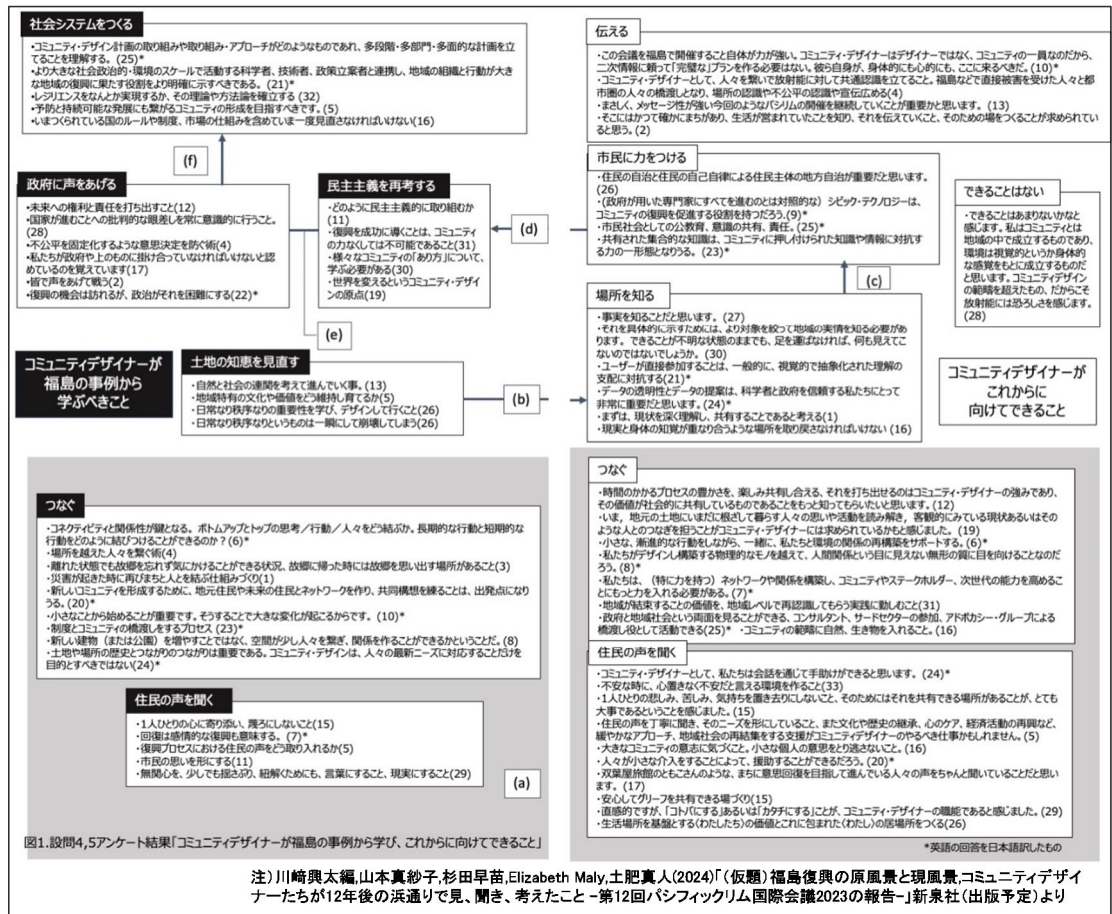 社会システムをつくる
・コミュニティ・デザイン計画の取り組みや取り組み・アプローチがどのようなものであれ、多段階・多部門・多面的な計画を立
てることを理解する。
(25)*
・より大きな社会政治的・環境のスケールで活動する科学者、技術者、政策立案者と連携し、地域の組織と行動が大き
な地域の復興に果たす役割をより明確に示すべきである。(21)*
・レジリエンスをなんとか実現するか、その理論や方法論を確立する (32)
・予防と持続可能な発展にも繋がるコミュニティの形成を目指すべきです。(5)
・いまつくられている国のルールや制度、市場の仕組みを含めていま一度見直さなければいけない(16)
(f)
政府に声をあげる
・未来への権利と責任を打ち出すこと(12)
・国家が進むことへの批判的な眼差しを常に意識的に行うこと。
(28)
・不公平を固定化するような意思決定を防ぐ術(4)
・私たちが政府や上のものに掛け合っていなければいけないと
認めているのを覚えています(17)
・皆で声をあげて戦う(2)
・復興の機会は訪れるが、政治がそれを困難にする(22)*
民主主義を再考する
・どのように民主主義的に取り組むか
(11)
・復興を成功に導くことは、コミュニティ
の力なくしては不可能であること(31)
・様々なコミュニティの「あり方」について、
学ぶ必要がある(30)
・世界を変えるというコミュニティ・デザイ
ンの原点(19)
(d)
(e)
コミュニティデザイナーが
福島の事例から
学ぶべきこと
土地の知恵を見直す
・自然と社会の連関を考えて進んでいく事。(13)
・地域特有の文化や価値をどう維持し育てるか(5)
・日常なり秩序なりの重要性を学び、デザインして行くこと(26)
・日常なり秩序なりというものは一瞬にして崩壊してしまう(26)
(b)
伝える
・この会議を福島で開催すること自体が力が強い。コミュニティ・デザイナーはデザイナーではなく、コミュニティの一員なのだから、
二次情報に頼って「完璧な」プランを作る必要はない。彼ら自身が、身体的にも心的にも、ここに来るべきだ。(10)*
・コミュニティ・デザイナーとして、人々を繋いで放射能に対して共通認識を立てること。福島などで直接被害を受けた人々と都
市圏の人々の橋渡しとなり、場所の認識や不公平の認識や宣伝広める(4)
・まさしく、メッセージ性が強い今回のようなパシリムの開催を継続していくことが重要かと思います。(13)
・そこにはかつて確かにまちがあり、生活が営まれていたことを知り、それを伝えていくこと、そのための場をつくることが求められてい
ると思う。(2)
市民に力をつける
・住民の自治と住民の自己自律による住民主体の地方自治が重要だと思います。
(26)
・(政府が用いた専門家にすべてを進むのとは対照的な) シビック・テクノロジーは、
コミュニティの復興を促進する役割を持つだろう。(9)*
・市民社会としての公教育、意識の共有、責任。(25)*
・共有された集合的な知識は、コミュニティに押し付けられた知識や情報に対抗す
る力の一形態となりうる。(23)*
できることはない
・できることはあまりないかなと
感じます。私はコミュニティとは
地域の中で成立するものであり、
環境は視覚的というか身体的
な感覚をもとに成立するものだ
と思います。コミュニティデザイン
の範疇を超えたもの、だからこそ
放射能には恐ろしさを感じます。
(28)
(c)
場所を知る
・事実を知ることだと思います。(27)
・それを具体的に示すためには、より対象を絞って地域の実情を知る必要があ
ります。できることが不明な状態のままでも、足を運ばなければ、何も見えてこ
ないのではないでしょうか。(30)
・ユーザーが直接参加することは、一般的に、視覚的で抽象化された理解の
支配に対抗する(21)*
・データの透明性とデータの提案は、科学者と政府を信頼する私たちにとって
非常に重要だと思います。(24)*
・まずは、現状を深く理解し、共有することであると考える(1)
・現実と身体の知覚が重なり合うような場所を取り戻さなければいけない (16)
コミュニティデザイナーが
これからに
向けてできること
つなぐ
・コネクティビティと関係性が鍵となる。ボトムアップとトップの思考/行動/人々をどう結ぶか。長期的な行動と短期的な
行動をどのように結びつけることができるのか?(6)*
・場所を越えた人々を繋ぐ術(4)
・離れた状態でも故郷を忘れず気にかけることができる状況、故郷に帰った時には故郷を思い出す場所があること(3)
・災害が起きた時に再びまちと人とを結ぶ仕組みづくり(1)
・新しいコミュニティを形成するために、地元住民や未来の住民とネットワークを作り、共同構想を練ることは、出発点になり
うる。(20)*
・小さなことから始めることが重要です。そうすることで大きな変化が起こるからです。(10)*
・制度とコミュニティの橋渡しをするプロセス (23)*
・新しい建物(または公園)を増やすことではなく、空間が少し人々を繋ぎ、関係を作ることができるかということだ。(8)
・土地や場所の歴史とつながりのつながりは重要である。コミュニティ・デザインは、人々の最新ニーズに対応することだけを
目的とすべきではない(24)*
住民の声を聞く
・1人ひとりの心に寄り添い、蔑ろにしないこと(15)
・回復は感情的な復興も意味する。(7)*
・復興プロセスにおける住民の声をどう取り入れるか(5)
・市民の思いを形にする(11)
・無関心を、少しでも揺さぶり、紐解くためにも、言葉にすること、現実にすること(29)
(a)
つなぐ
・時間のかかるプロセスの豊かさを、楽しみ共有し合える、それを打ち出せるのはコミュニティ・デザイナーの強みであり、
その価値が社会的に共有しているものであることをもっと知ってもらいたいと思います。(12)
・いま,地元の土地にいまだに根ざして暮らす人々の思いや活動を読み解き,客観的にみている現状あるいはその
ような人とのつなぎを担うことがコミュニティデザイナーには求められているかもと感じました。(19)
・小さな、漸進的な行動をしながら、一緒に、私たちと環境の関係の再構築をサポートする。(6)*
・私たちがデザインし構築する物理的なモノを越えて、人間関係という目に見えない無形の質に目を向けることなのだ
ろう。(8)*
・私たちは、(特に力を持つ) ネットワークや関係を構築し、コミュニティやステークホルダー、次世代の能力を高めるこ
とにもっと力を入れる必要がある。(7)*
・地域が結束することの価値を、地域レベルで再認識してもらう実践に勤しむこと(31)
・政府と地域社会という両面を見ることができる、コンサルタント、サードセクターの参加、アドボカシー・グループによる
橋渡し役として活動できる(25)* ・コミュニティの範疇に自然、生き物を入れること。(16)
住民の声を聞く
・コミュニティ・デザイナーとして、私たちは会話を通じて手助けができると思います。(24)*
・不安な時に、心置きなく不安だと言える環境を作ること(33)
・1人ひとりの悲しみ、苦しみ、気持ちを置き去りにしないこと、そのためにはそれを共有できる場所があることが、とても
大事であるということを感じました。(15)
・住民の声を丁寧に聞き、そのニーズを形にしていること、また文化や歴史の継承、心のケア、経済活動の再興など、
緩やかなアプローチ、地域社会の再結集をする支援がコミュニティデザイナーのやるべき仕事かもしれません。(5)
・大きなコミュニティの意志に気づくこと。小さな個人の意思をとり逃さないこと。(16)
・人々が小さな介入をすることによって、援助することができるだろう。(20)*
・双葉屋旅館のともこさんのような、まちに意思回復を目指して進んでいる人々の声をちゃんと聞いていることだと思い
ます。(17)
・安心してグリーフを共有できる場づくり(15)
・直感的ですが、「コトバにする」あるいは「カタチにする」ことが、コミュニティ・デザイナーの職能であると感じました。(29)
・生活場所を基盤とする(わたしたち)の価値とこれに包まれた(わたし)の居場所をつくる(26)
図1.設問4,5アンケート結果「コミュニティデザイナーが福島の事例から学び、これからに向けてできること」
*英語の回答を日本語訳したもの
注)川﨑興太編,山本真紗子,杉田早苗,Elizabeth Maly,土肥真人(2024)「(仮題)福島復興の原風景と現風景,コミュニティデザイ
ナーたちが12年後の浜通りで見、聞き、考えたこと -第12回パシフィックリム国際会議2023の報告-」新泉社(出版予定)より